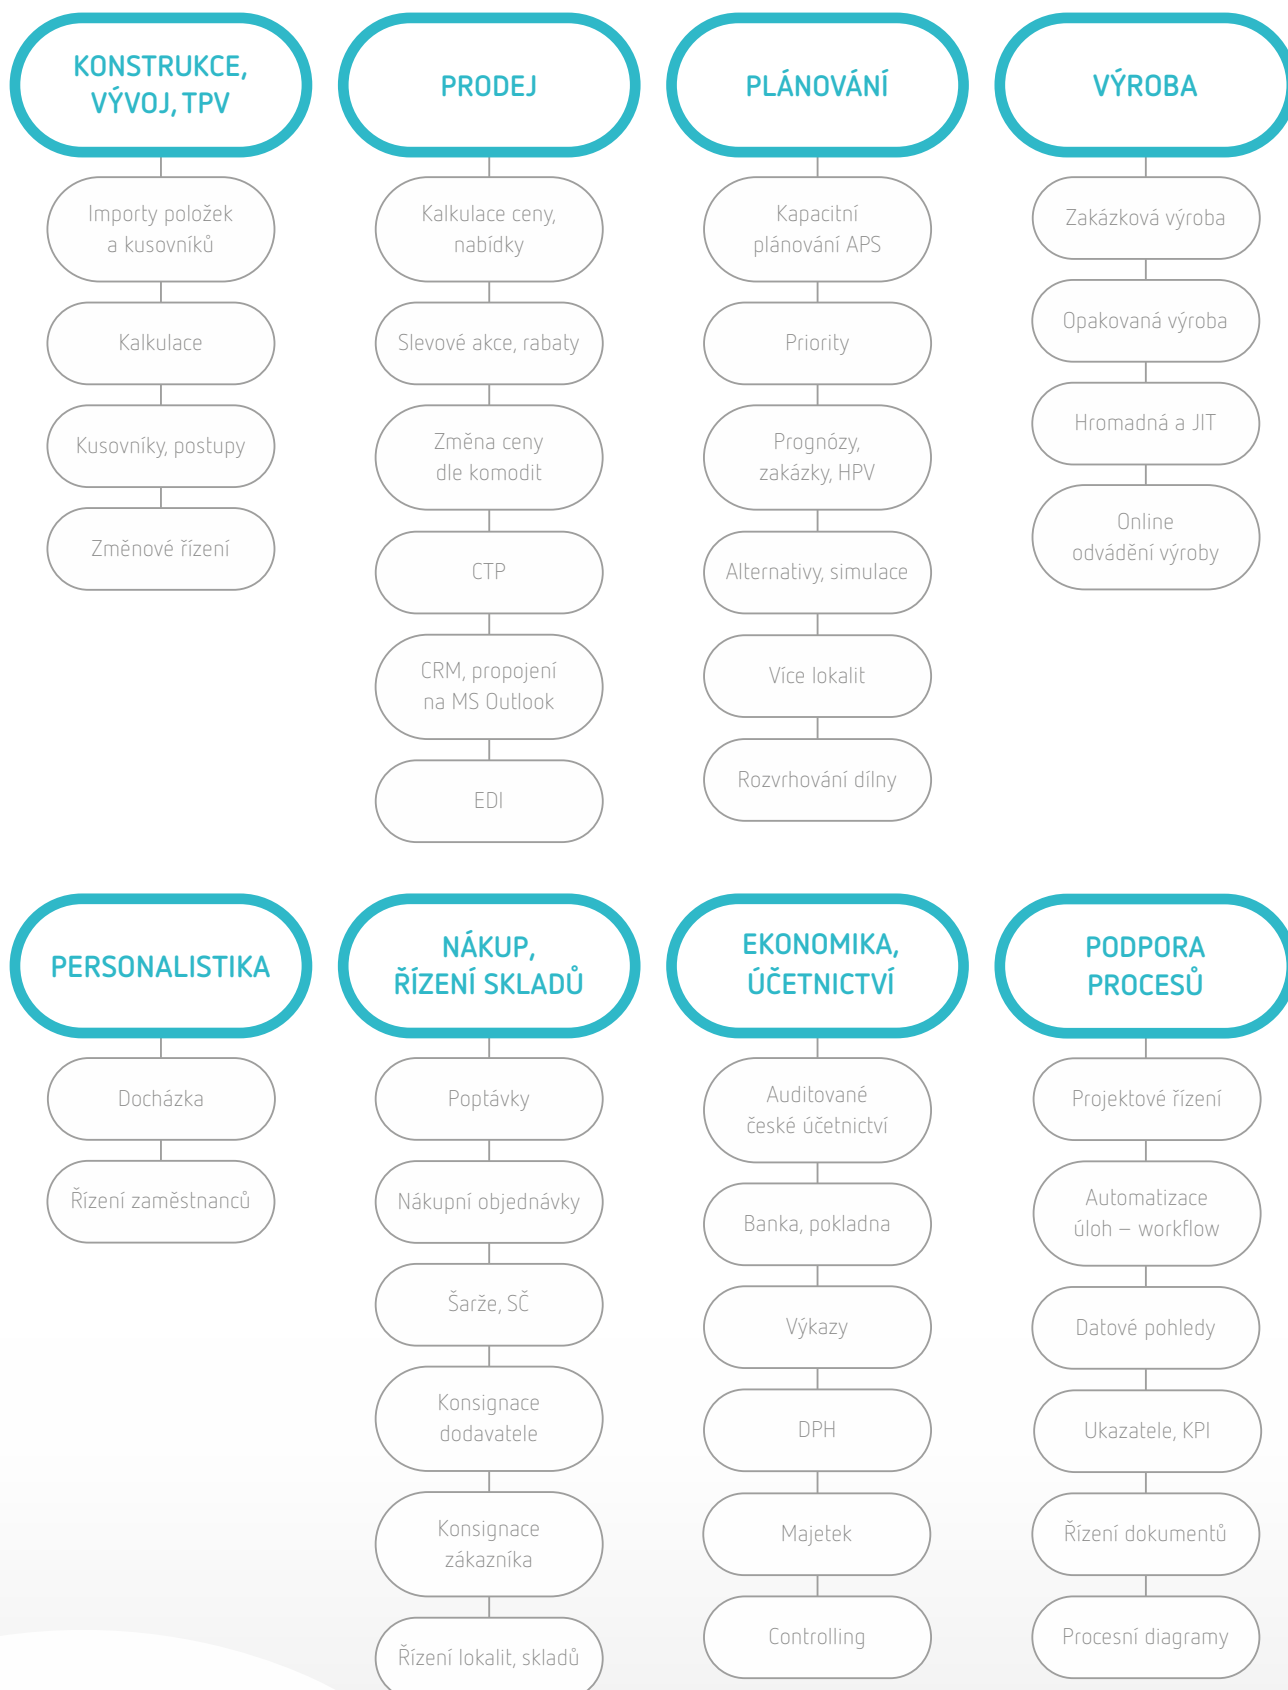 KONSTRUKCE,
VÝVOJ, TPV
Importy položek
a kusovníků
Kalkulace
Kusovníky, postupy
Změnové řízení
PRODEJ
Kalkulace ceny,
nabídky
Slevové akce, rabaty
Změna ceny
dle komodit
CTP
CRM, propojení
na MS Outlook
EDI
PLÁNOVÁNÍ
Kapacitní
plánování APS
Priority
Prognózy,
zakázky, HPV
Alternativy, simulace
Více lokalit
Rozvrhování dílny
VÝROBA
Zakázková výroba
Opakovaná výroba
Hromadná a JIT
Online
odvádění výroby
PERSONALISTIKA
Docházka
Řízení zaměstnanců
NÁKUP,
ŘÍZENÍ SKLADŮ
Poptávky
Nákupní objednávky
Šarže, SČ
Konsignace
dodavatele
Konsignace
zákazníka
Řízení lokalit, skladů
EKONOMIKA,
ÚČETNICTVÍ
Auditované
české účetnictví
Banka, pokladna
Výkazy
DPH
Majetek
Controlling
PODPORA
PROCESŮ
Projektové řízení
Automatizace
úloh – workflow
Datové pohledy
Ukazatele, KPI
Řízení dokumentů
Procesní diagramy